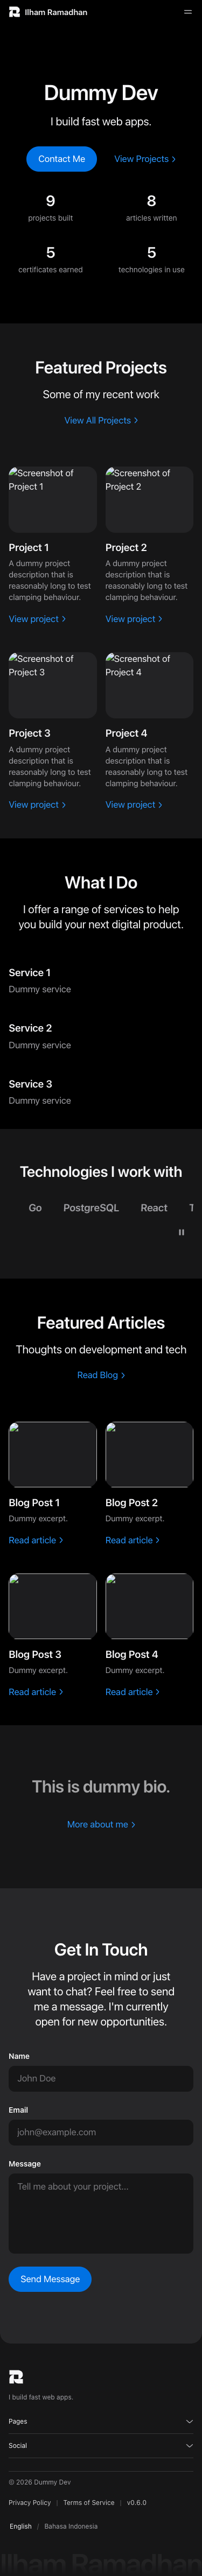 Ilham Ramadhan
Dummy Dev
I build fast web apps.
Contact Me
View Projects
9
8
projects built
articles written
5
5
certificates earned
technologies in use
Featured Projects
Some of my recent work
View All Projects
Screenshot of
Project 1
Screenshot of
Project 2
Project 1
A dummy project
description that is
reasonably long to test
clamping behaviour.
View project
Project 2
A dummy project
description that is
reasonably long to test
clamping behaviour.
View project
Screenshot of
Project 3
Screenshot of
Project 4
Project 3
A dummy project
description that is
reasonably long to test
clamping behaviour.
View project
Project 4
A dummy project
description that is
reasonably long to test
clamping behaviour.
View project
What I Do
I offer a range of services to help
you build your next digital product.
Service 1
Dummy service
Service 2
Dummy service
Service 3
Dummy service
Technologies I work with
Go
PostgreSQL
React
Featured Articles
Thoughts on development and tech
Read Blog
Blog Post 1
Dummy excerpt.
Read article
Blog Post 2
Dummy excerpt.
Read article
Blog Post 3
Dummy excerpt.
Read article
Blog Post 4
Dummy excerpt.
Read article
This is dummy bio.
More about me
Get In Touch
Have a project in mind or just
want to chat? Feel free to send
me a message. I'm currently
open for new opportunities.
Name
John Doe
Email
john@example.com
Message
Tell me about your project...
Send Message
I build fast web apps.
Pages
Social
© 2026 Dummy Dev
Privacy Policy | Terms of Service | v0.6.0
English / Bahasa Indonesia
Ilham Ramadhan